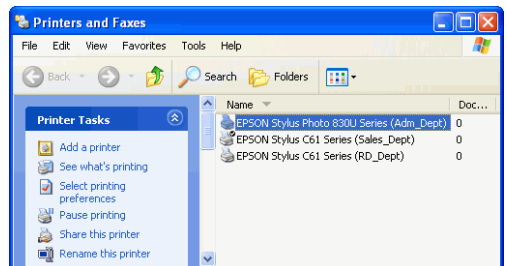 Printers and Faxes
File Edit View Favorites Tools Help
Back Search Folders
Name Doc...
Printer Tasks
EPSON Stylus Photo 830U Series (Adm_Dept) 0
EPSON Stylus C61 Series (Sales_Dept) 0
EPSON Stylus C61 Series (RD_Dept) 0
Add a printer
See what's printing
Select printing
preferences
Pause printing
Share this printer
Rename this printer